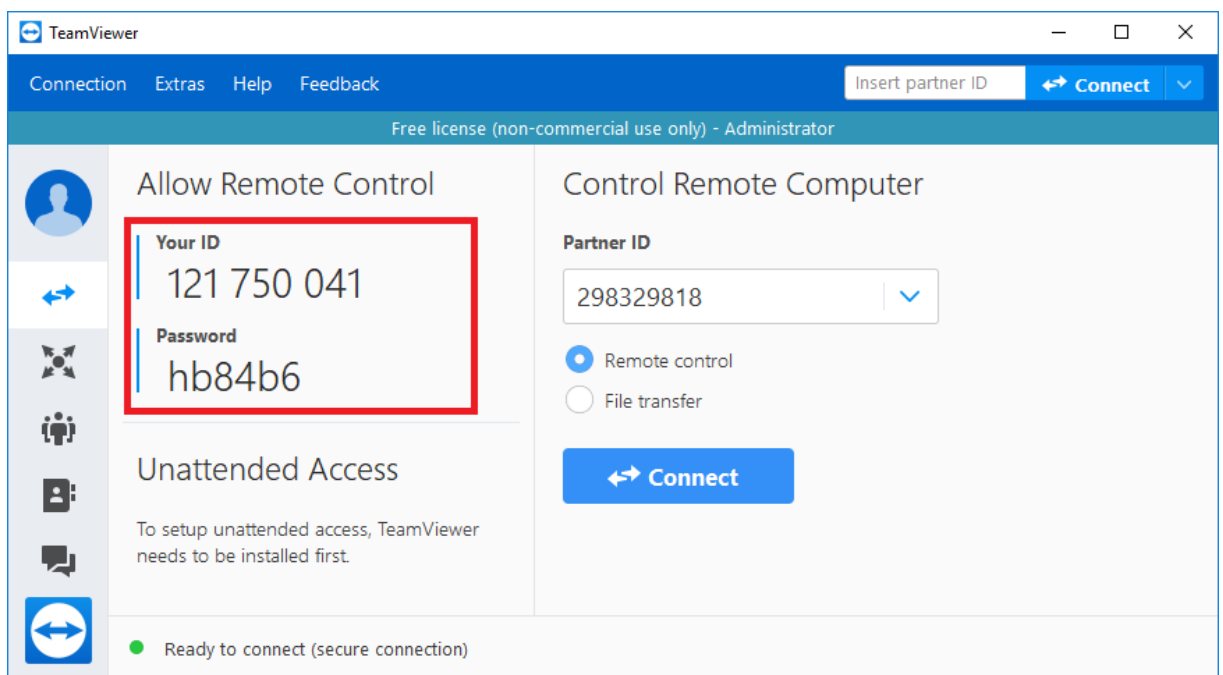 TeamViewer
Connection Extras Help Feedback
Insert partner ID
Connect
Free license (non-commercial use only) - Administrator
Allow Remote Control
Your ID
121 750 041
Password
hb84b6
Unattended Access
To setup unattended access, TeamViewer
needs to be installed first.
Control Remote Computer
Partner ID
298329818
Remote control
File transfer
Connect
Ready to connect (secure connection)